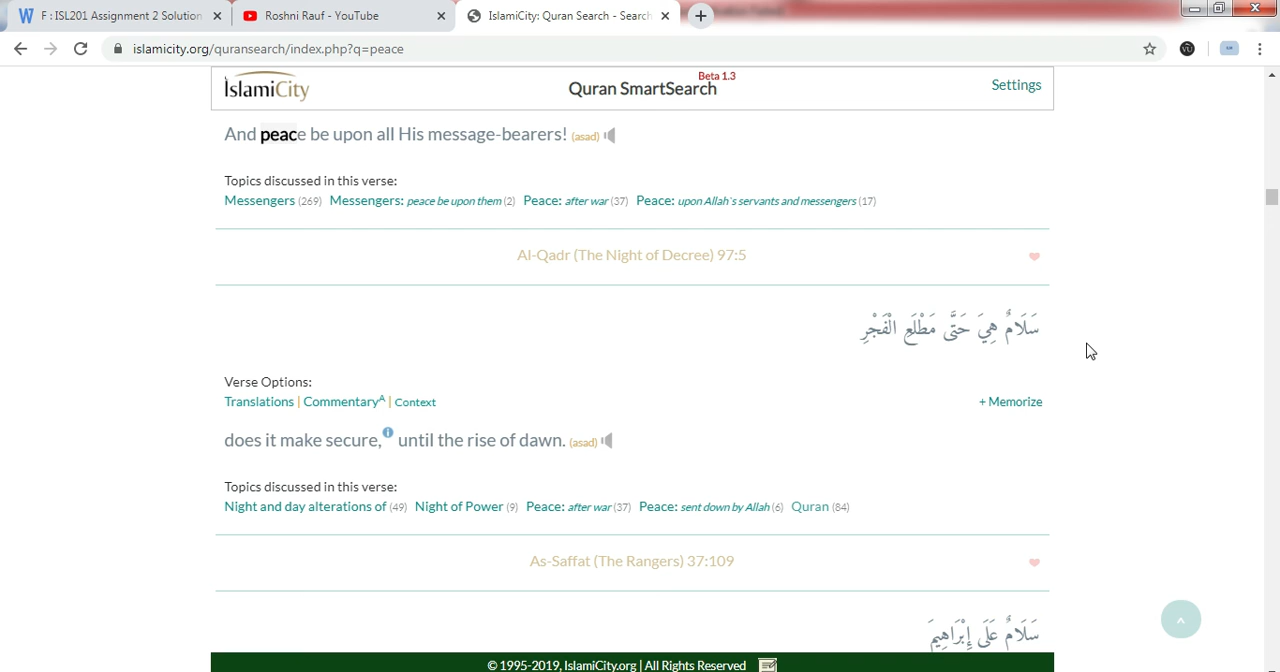 F : ISL201 Assignment 2 Solution
Roshni Rauf - YouTube
IslamiCity: Quran Search - Search
islamicity.org/quransearch/index.php?q=peace
IslamiCity
Quran SmartSearch Beta 1.3
Settings
And peace be upon all His message-bearers! (asad)
Topics discussed in this verse:
Messengers (269) Messengers: peace be upon them (2) Peace: after war (37) Peace: upon Allah`s servants and messengers (17)
Al-Qadr (The Night of Decree) 97:5
سَلَامٌ هِيَ حَتَّى مَطْلَعِ الْفَجْرِ
Verse Options:
Translations | Commentary A | Context
+ Memorize
does it make secure, until the rise of dawn. (asad)
Topics discussed in this verse:
Night and day alterations of (49) Night of Power (9) Peace: after war (37) Peace: sent down by Allah (6) Quran (84)
As-Saffat (The Rangers) 37:109
سَلَامٌ عَلَى إِبْرَاهِيمَ
© 1995-2019, IslamiCity.org | All Rights Reserved